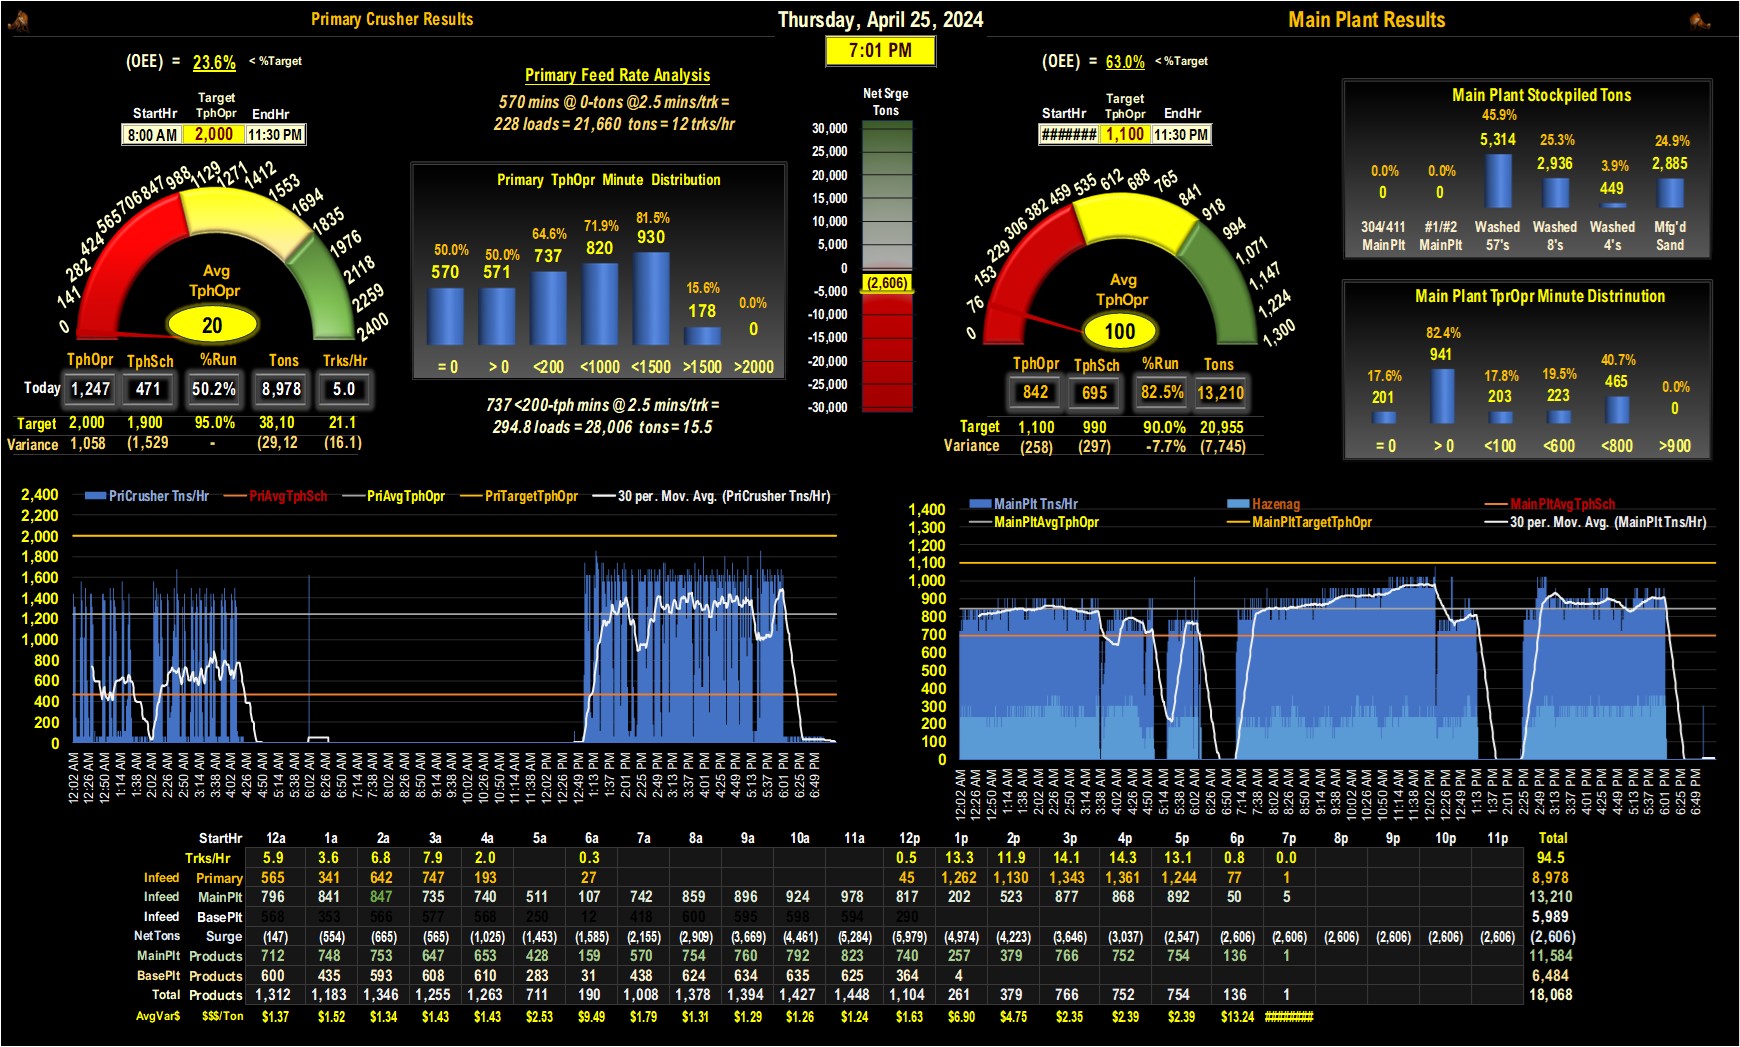 Primary Crusher Results
Thursday, April 25, 2024
Main Plant Results
7:01 PM
(OEE) = 23.6% < %Target
Target
StartHr TphOpr EndHr
8:00 AM 2,000 11:30 PM
0 141 282 424 565 706 847 988 1129 1271 1412 1553 1694 1835 1976 2118 2259 2400
Avg
TphOpr
20
TphOpr TphSch %Run Tons Trks/Hr
Today 1,247 471 50.2% 8,978 5.0
Target 2,000 1,900 95.0% 38,10 21.1
Variance 1,058 (1,529 - (29,12 (16.1)
Primary Feed Rate Analysis
570 mins @ 0-tons @2.5 mins/trk =
228 loads = 21,660 tons = 12 trks/hr
Primary TphOpr Minute Distribution
50.0% 50.0% 64.6% 71.9% 81.5% 15.6% 0.0%
570 571 737 820 930 178 0
= 0 > 0 <200 <1000 <1500 >1500 >2000
737 <200-tph mins @ 2.5 mins/trk =
294.8 loads = 28,006 tons = 15.5
Net Srge
Tons
30,000
25,000
20,000
15,000
10,000
5,000
0
(2,606)
-5,000
-10,000
-15,000
-20,000
-25,000
-30,000
(OEE) = 63.0% < %Target
Target
StartHr TphOpr EndHr
####### 1,100 11:30 PM
0 76 153 229 306 382 459 535 612 688 765 841 918 994 1,071 1,147 1,224 1,300
Avg
TphOpr
100
TphOpr TphSch %Run Tons
842 695 82.5% 13,210
Target 1,100 990 90.0% 20,955
Variance (258) (297) -7.7% (7,745)
Main Plant Stockpiled Tons
0.0% 0.0% 45.9% 25.3% 3.9% 24.9%
0 0 5,314 2,936 449 2,885
304/411 #1/#2 Washed Washed Washed Mfg'd
MainPlt MainPlt 57's 8's 4's Sand
Main Plant TprOpr Minute Distrinution
17.6% 82.4% 17.8% 19.5% 40.7% 0.0%
201 941 203 223 465 0
= 0 > 0 <100 <600 <800 >900
PriCrusher Tns/Hr PriAvgTphSch PriAvgTphOpr PriTargetTphOpr 30 per. Mov. Avg. (PriCrusher Tns/Hr)
2,400
2,200
2,000
1,800
1,600
1,400
1,200
1,000
800
600
400
200
0
12:02 AM 12:26 AM 12:50 AM 1:14 AM 1:38 AM 2:02 AM 2:26 AM 2:50 AM 3:14 AM 3:38 AM 4:02 AM 4:26 AM 4:50 AM 5:14 AM 5:38 AM 6:02 AM 6:26 AM 6:50 AM 7:14 AM 7:38 AM 8:02 AM 8:26 AM 8:50 AM 9:14 AM 9:38 AM 10:02 AM 10:26 AM 10:50 AM 11:14 AM 11:38 AM 12:02 PM 12:26 PM 12:49 PM 1:13 PM 1:37 PM 2:01 PM 2:25 PM 2:49 PM 3:13 PM 3:37 PM 4:01 PM 4:25 PM 4:49 PM 5:13 PM 5:37 PM 6:01 PM 6:25 PM 6:49 PM
MainPlt Tns/Hr Hazenag MainPltAvgTphSch
MainPltAvgTphOpr MainPltTargetTphOpr 30 per. Mov. Avg. (MainPlt Tns/Hr)
1,400
1,300
1,200
1,100
1,000
900
800
700
600
500
400
300
200
100
0
12:02 AM 12:26 AM 12:50 AM 1:14 AM 1:38 AM 2:02 AM 2:26 AM 2:50 AM 3:14 AM 3:38 AM 4:02 AM 4:26 AM 4:50 AM 5:14 AM 5:38 AM 6:02 AM 6:26 AM 6:50 AM 7:14 AM 7:38 AM 8:02 AM 8:26 AM 8:50 AM 9:14 AM 9:38 AM 10:02 AM 10:26 AM 10:50 AM 11:14 AM 11:38 AM 12:02 PM 12:26 PM 12:49 PM 1:13 PM 1:37 PM 2:01 PM 2:25 PM 2:49 PM 3:13 PM 3:37 PM 4:01 PM 4:25 PM 4:49 PM 5:13 PM 5:37 PM 6:01 PM 6:25 PM 6:49 PM
StartHr 12a 1a 2a 3a 4a 5a 6a 7a 8a 9a 10a 11a 12p 1p 2p 3p 4p 5p 6p 7p 8p 9p 10p 11p Total
Trks/Hr 5.9 3.6 6.8 7.9 2.0 0.3 0.5 13.3 11.9 14.1 14.3 13.1 0.8 0.0 94.5
Infeed Primary 565 341 642 747 193 27 45 1,262 1,130 1,343 1,361 1,244 77 1 8,978
Infeed MainPlt 796 841 847 735 740 511 107 742 859 896 924 978 817 202 523 877 868 892 50 5 13,210
Infeed BasePlt 568 353 566 577 568 250 12 418 600 595 598 594 290 5,989
NetTons Surge (147) (554) (665) (565) (1,025) (1,453) (1,585) (2,155) (2,909) (3,669) (4,461) (5,284) (5,979) (4,974) (4,223) (3,646) (3,037) (2,547) (2,606) (2,606) (2,606) (2,606) (2,606) (2,606) (2,606)
MainPlt Products 712 748 753 647 653 428 159 570 754 760 792 823 740 257 379 766 752 754 136 1 11,584
BasePlt Products 600 435 593 608 610 283 31 438 624 634 635 625 364 4 6,484
Total Products 1,312 1,183 1,346 1,255 1,263 711 190 1,008 1,378 1,394 1,427 1,448 1,104 261 379 766 752 754 136 1 18,068
AvgVar$ $$$/Ton $1.37 $1.52 $1.34 $1.43 $1.43 $2.53 $9.49 $1.79 $1.31 $1.29 $1.26 $1.24 $1.63 $6.90 $4.75 $2.35 $2.39 $2.39 $13.24 ########